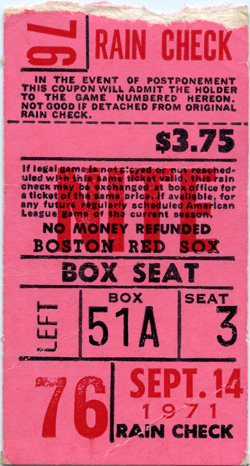 76
RAIN CHECK
IN THE EVENT OF POSTPONEMENT
THIS COUPON WILL ADMIT THE HOLDER
TO THE GAME NUMBERED HEREON.
NOT GOOD IF DETACHED FROM ORIGINAL
RAIN CHECK.
$3.75
If legal game is not played or not resched-
uled with this same ticket valid, this rain
check may be exchanged at box office for
a ticket of the same price, if available, for
any future regularly scheduled American
League game of the current season.
NO MONEY REFUNDED
BOSTON RED SOX
BOX SEAT
LEFT
BOX
SEAT
51A
3
76
SEPT. 14
1971
RAIN CHECK